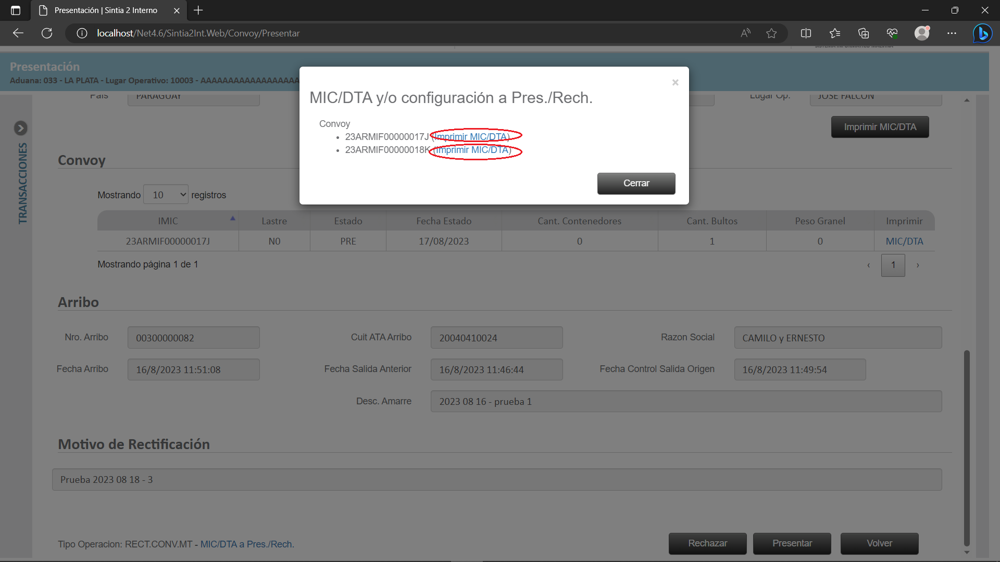 Presentación | Sintia 2 Interno
localhost/Net4.6/Sintia2Int.Web/Convoy/Presentar
Presentación
Aduana: 033 - LA PLATA - Lugar Operativo: 10003 - AAAAAAAAAAAAAAAAAA
País PARAGUAY Lugar Op. JOSE FALCON
MIC/DTA y/o configuración a Pres./Rech.
Convoy
• 23ARMIF00000017J (Imprimir MIC/DTA)
• 23ARMIF00000018K (Imprimir MIC/DTA)
Cerrar
Imprimir MIC/DTA
TRANSACCIONES
Convoy
Mostrando 10 registros
IMIC Lastre Estado Fecha Estado Cant. Contenedores Cant. Bultos Peso Granel Imprimir
23ARMIF00000017J N0 PRE 17/08/2023 0 1 0 MIC/DTA
Mostrando página 1 de 1 ‹ 1 ›
Arribo
Nro. Arribo 00300000082 Cuit ATA Arribo 20040410024 Razon Social CAMILO y ERNESTO
Fecha Arribo 16/8/2023 11:51:08 Fecha Salida Anterior 16/8/2023 11:46:44 Fecha Control Salida Origen 16/8/2023 11:49:54
Desc. Amarre 2023 08 16 - prueba 1
Motivo de Rectificación
Prueba 2023 08 18 - 3
Tipo Operacion: RECT.CONV.MT - MIC/DTA a Pres./Rech. Rechazar Presentar Volver